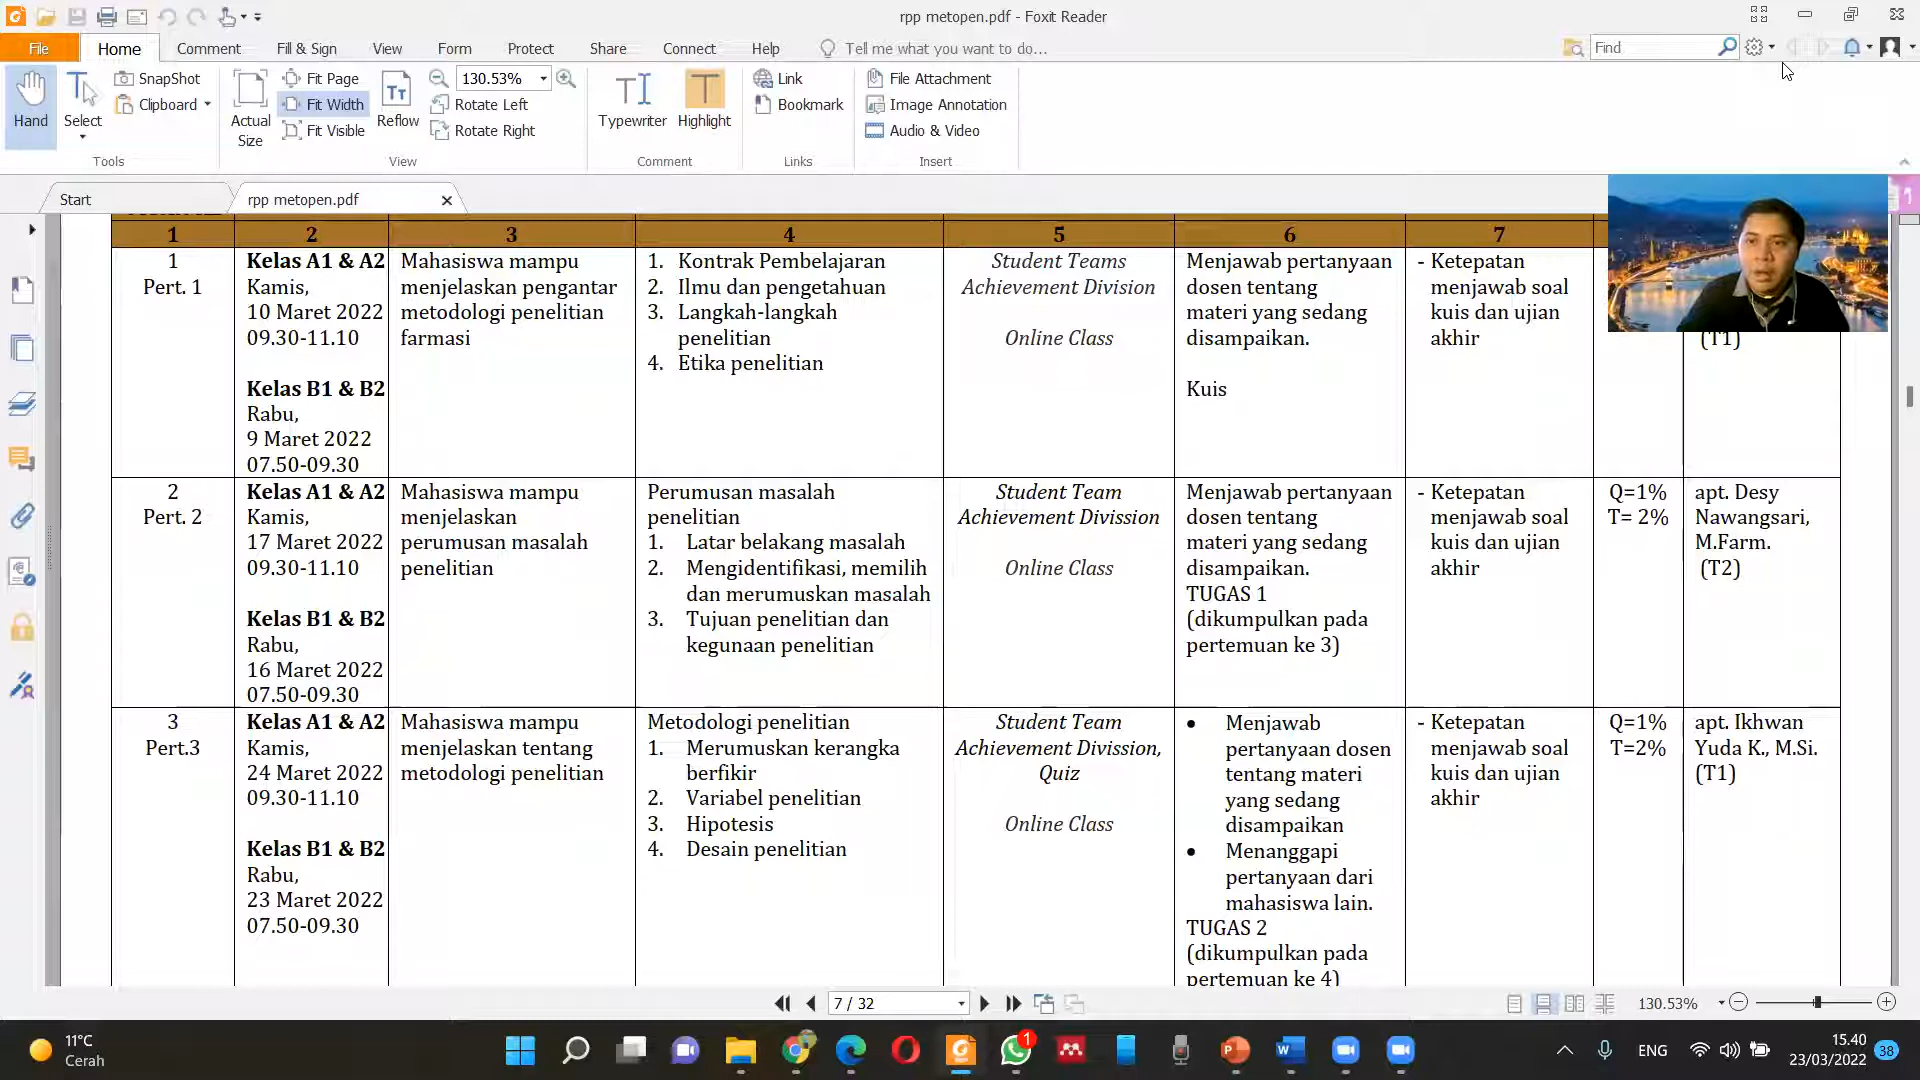 rpp metopen.pdf - Foxit Reader
File
Home
Comment
Fill & Sign
View
Form
Protect
Share
Connect
Help
Tell me what you want to do...
Find
Hand
Select
SnapShot
Clipboard
Tools
Actual
Size
Fit Page
Fit Width
Fit Visible
Reflow
130.53%
Rotate Left
Rotate Right
View
Typewriter
Highlight
Comment
Link
Bookmark
Links
File Attachment
Image Annotation
Audio & Video
Insert
Start
rpp metopen.pdf
1
2
3
4
5
6
7
1
Pert. 1
Kelas A1 & A2
Kamis,
10 Maret 2022
09.30-11.10
Kelas B1 & B2
Rabu,
9 Maret 2022
07.50-09.30
Mahasiswa mampu
menjelaskan pengantar
metodologi penelitian
farmasi
1. Kontrak Pembelajaran
2. Ilmu dan pengetahuan
3. Langkah-langkah
penelitian
4. Etika penelitian
Student Teams
Achievement Division
Online Class
Menjawab pertanyaan
dosen tentang
materi yang sedang
disampaikan.
Kuis
- Ketepatan
menjawab soal
kuis dan ujian
akhir
(T1)
2
Pert. 2
Kelas A1 & A2
Kamis,
17 Maret 2022
09.30-11.10
Kelas B1 & B2
Rabu,
16 Maret 2022
07.50-09.30
Mahasiswa mampu
menjelaskan
perumusan masalah
penelitian
Perumusan masalah
penelitian
1. Latar belakang masalah
2. Mengidentifikasi, memilih
dan merumuskan masalah
3. Tujuan penelitian dan
kegunaan penelitian
Student Team
Achievement Divission
Online Class
Menjawab pertanyaan
dosen tentang
materi yang sedang
disampaikan.
TUGAS 1
(dikumpulkan pada
pertemuan ke 3)
- Ketepatan
menjawab soal
kuis dan ujian
akhir
Q=1%
T= 2%
apt. Desy
Nawangsari,
M.Farm.
(T2)
3
Pert.3
Kelas A1 & A2
Kamis,
24 Maret 2022
09.30-11.10
Kelas B1 & B2
Rabu,
23 Maret 2022
07.50-09.30
Mahasiswa mampu
menjelaskan tentang
metodologi penelitian
Metodologi penelitian
1. Merumuskan kerangka
berfikir
2. Variabel penelitian
3. Hipotesis
4. Desain penelitian
Student Team
Achievement Divission,
Quiz
Online Class
• Menjawab
pertanyaan dosen
tentang materi
yang sedang
disampaikan
• Menanggapi
pertanyaan dari
mahasiswa lain.
TUGAS 2
(dikumpulkan pada
pertemuan ke 4)
- Ketepatan
menjawab soal
kuis dan ujian
akhir
Q=1%
T=2%
apt. Ikhwan
Yuda K., M.Si.
(T1)
7 / 32
130.53%
11°C
Cerah
1
ENG
15.40
23/03/2022
38